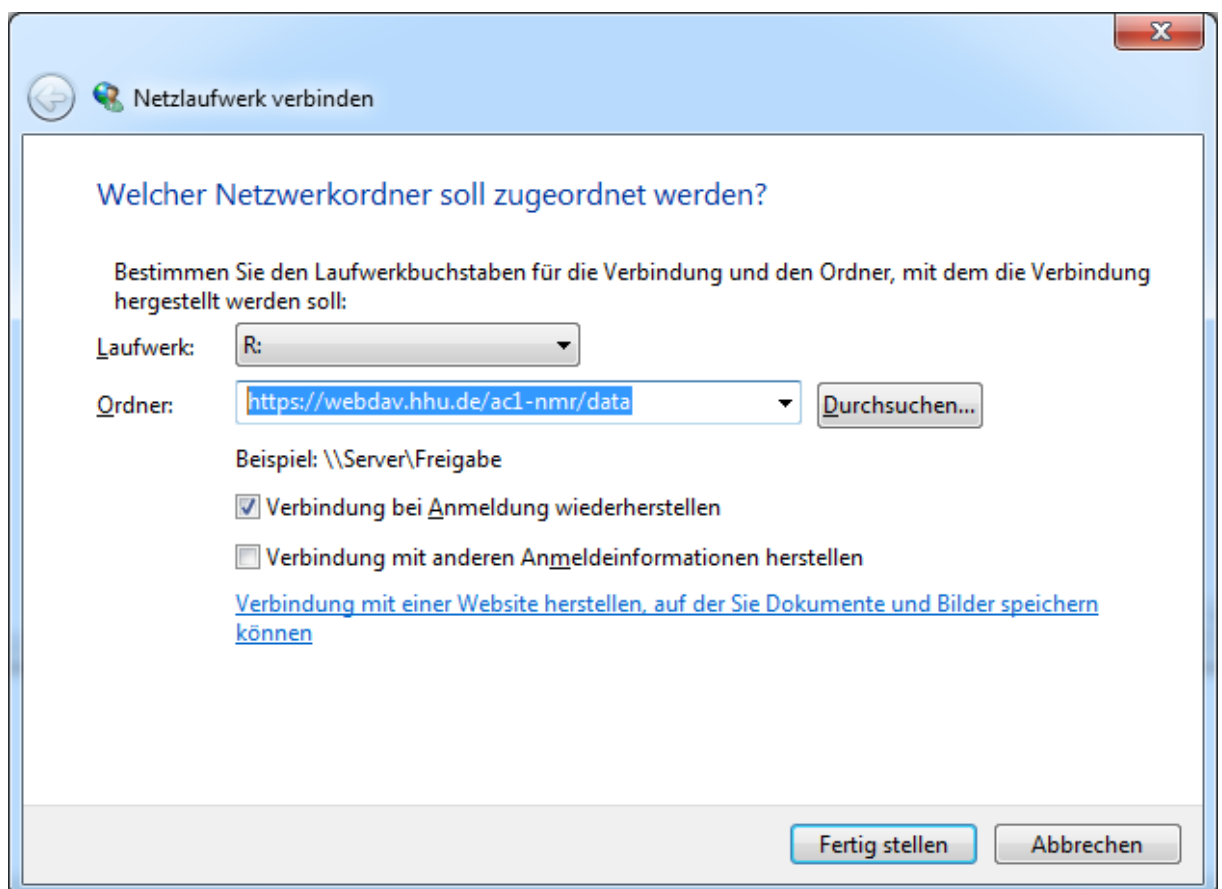 Netzlaufwerk verbinden
Welcher Netzwerkordner soll zugeordnet werden?
Bestimmen Sie den Laufwerkbuchstaben für die Verbindung und den Ordner, mit dem die Verbindung
hergestellt werden soll:
Laufwerk: R:
Ordner: https://webdav.hhu.de/ac1-nmr/data Durchsuchen...
Beispiel: \\Server\Freigabe
Verbindung bei Anmeldung wiederherstellen
Verbindung mit anderen Anmeldeinformationen herstellen
Verbindung mit einer Website herstellen, auf der Sie Dokumente und Bilder speichern
können
Fertig stellen Abbrechen